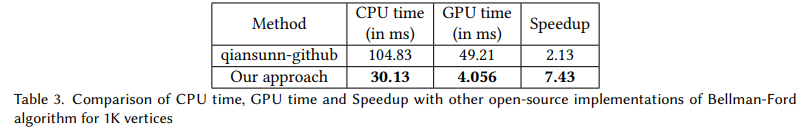 Method CPU time (in ms) GPU time (in ms) Speedup
qiansunn-github 104.83 49.21 2.13
Our approach 30.13 4.056 7.43
Table 3. Comparison of CPU time, GPU time and Speedup with other open-source implementations of Bellman-Ford
algorithm for 1K vertices